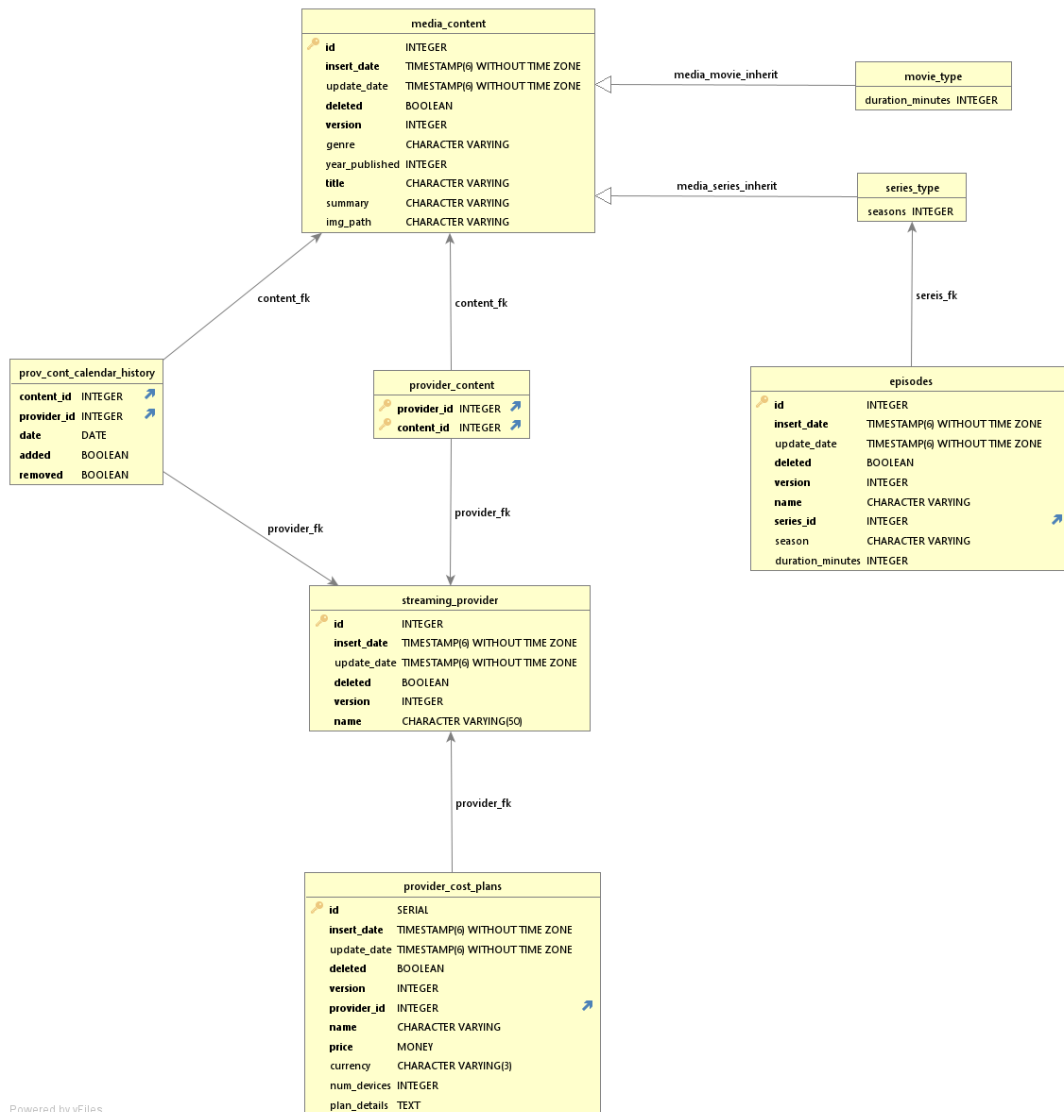 media_content
id INTEGER
insert_date TIMESTAMP(6) WITHOUT TIME ZONE
update_date TIMESTAMP(6) WITHOUT TIME ZONE
deleted BOOLEAN
version INTEGER
genre CHARACTER VARYING
year_published INTEGER
title CHARACTER VARYING
summary CHARACTER VARYING
img_path CHARACTER VARYING
media_movie_inherit
movie_type
duration_minutes INTEGER
media_series_inherit
series_type
seasons INTEGER
content_fk
content_fk
sereis_fk
prov_cont_calendar_history
content_id INTEGER
provider_id INTEGER
date DATE
added BOOLEAN
removed BOOLEAN
provider_content
provider_id INTEGER
content_id INTEGER
episodes
id INTEGER
insert_date TIMESTAMP(6) WITHOUT TIME ZONE
update_date TIMESTAMP(6) WITHOUT TIME ZONE
deleted BOOLEAN
version INTEGER
name CHARACTER VARYING
series_id INTEGER
season CHARACTER VARYING
duration_minutes INTEGER
provider_fk
provider_fk
streaming_provider
id INTEGER
insert_date TIMESTAMP(6) WITHOUT TIME ZONE
update_date TIMESTAMP(6) WITHOUT TIME ZONE
deleted BOOLEAN
version INTEGER
name CHARACTER VARYING(50)
provider_fk
provider_cost_plans
id SERIAL
insert_date TIMESTAMP(6) WITHOUT TIME ZONE
update_date TIMESTAMP(6) WITHOUT TIME ZONE
deleted BOOLEAN
version INTEGER
provider_id INTEGER
name CHARACTER VARYING
price MONEY
currency CHARACTER VARYING(3)
num_devices INTEGER
plan_details TEXT
Powered by yFiles